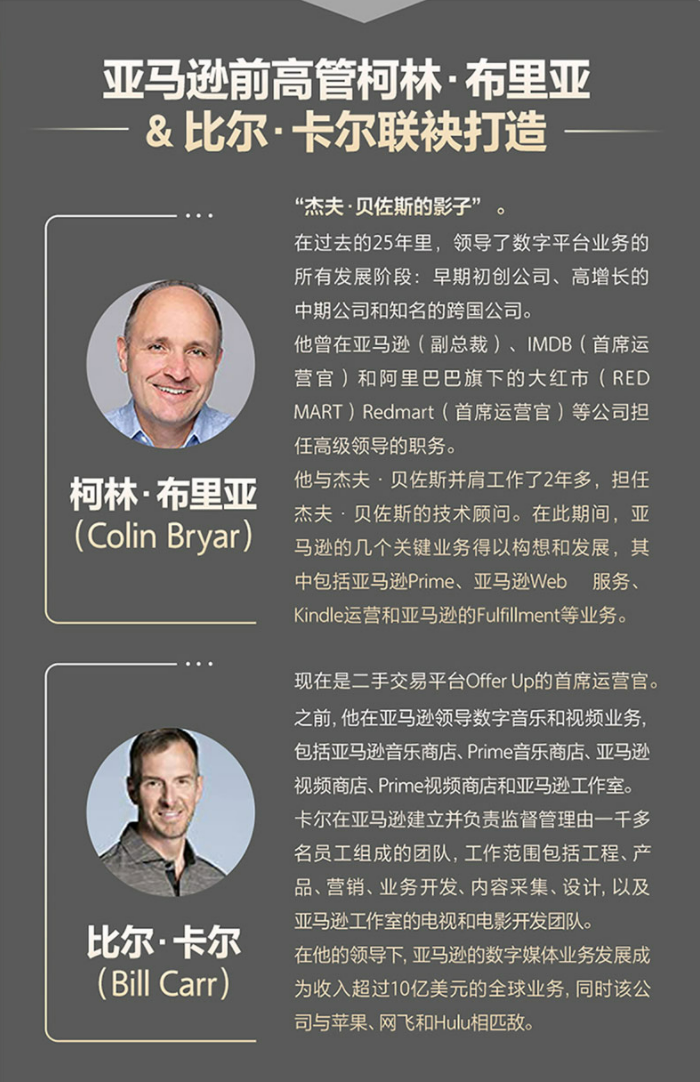 亚马逊前高管柯林·布里亚
&比尔·卡尔联袂打造
“杰夫·贝佐斯的影子” 。
在过去的25年里，领导了数字平台业务的
所有发展阶段：早期初创公司、高增长的
中期公司和知名的跨国公司。
他曾在亚马逊（副总裁）、IMDB（首席运
营官）和阿里巴巴旗下的大红市（RED
MART）Redmart（首席运营官）等公司担
任高级领导的职务。
他与杰夫·贝佐斯并肩工作了2年多，担任
杰夫·贝佐斯的技术顾问。在此期间，亚
马逊的几个关键业务得以构想和发展，其
中包括亚马逊Prime、亚马逊Web 服务、
Kindle运营和亚马逊的Fulfillment等业务。
柯林·布里亚
（Colin Bryar）
现在是二手交易平台Offer Up的首席运营官。
之前,他在亚马逊领导数字音乐和视频业务,
包括亚马逊音乐商店、Prime音乐商店、亚马逊
视频商店、Prime视频商店和亚马逊工作室。
卡尔在亚马逊建立并负责监督管理由一千多
名员工组成的团队,工作范围包括工程、产
品、营销、业务开发、内容采集、设计,以及
亚马逊工作室的电视和电影开发团队。
在他的领导下,亚马逊的数字媒体业务发展成
为收入超过10亿美元的全球业务,同时该公
司与苹果、网飞和Hulu相匹敌。
比尔·卡尔
（Bill Carr）